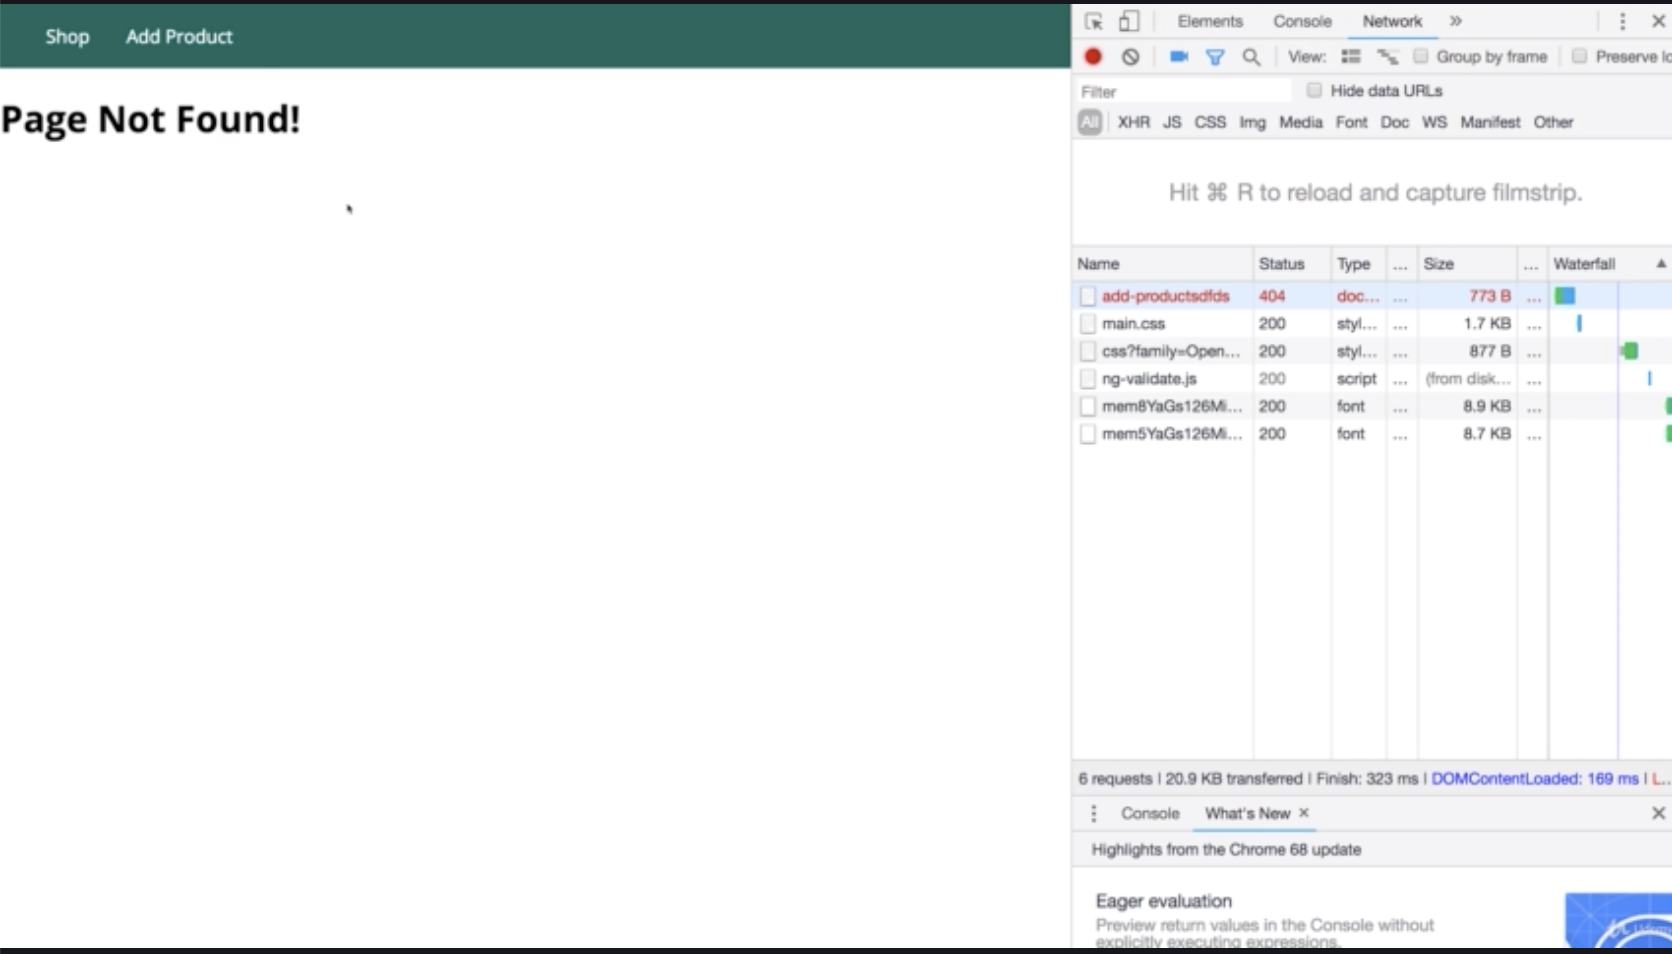 Shop Add Product
Page Not Found!
Elements Console Network »
View: Group by frame Preserve lo
Filter Hide data URLs
All XHR JS CSS Img Media Font Doc WS Manifest Other
Hit ⌘ R to reload and capture filmstrip.
Name Status Type ... Size ... Waterfall ▲
add-productsdfds 404 doc... ... 773 B ...
main.css 200 styl... ... 1.7 KB ...
css?family=Open... 200 styl... ... 877 B ...
ng-validate.js 200 script ... (from disk... ...
mem8YaGs126Mi... 200 font ... 8.9 KB ...
mem5YaGs126Mi... 200 font ... 8.7 KB ...
6 requests | 20.9 KB transferred | Finish: 323 ms | DOMContentLoaded: 169 ms | L...
Console What's New ×
Highlights from the Chrome 68 update
Eager evaluation
Preview return values in the Console without
explicitly executing expressions.